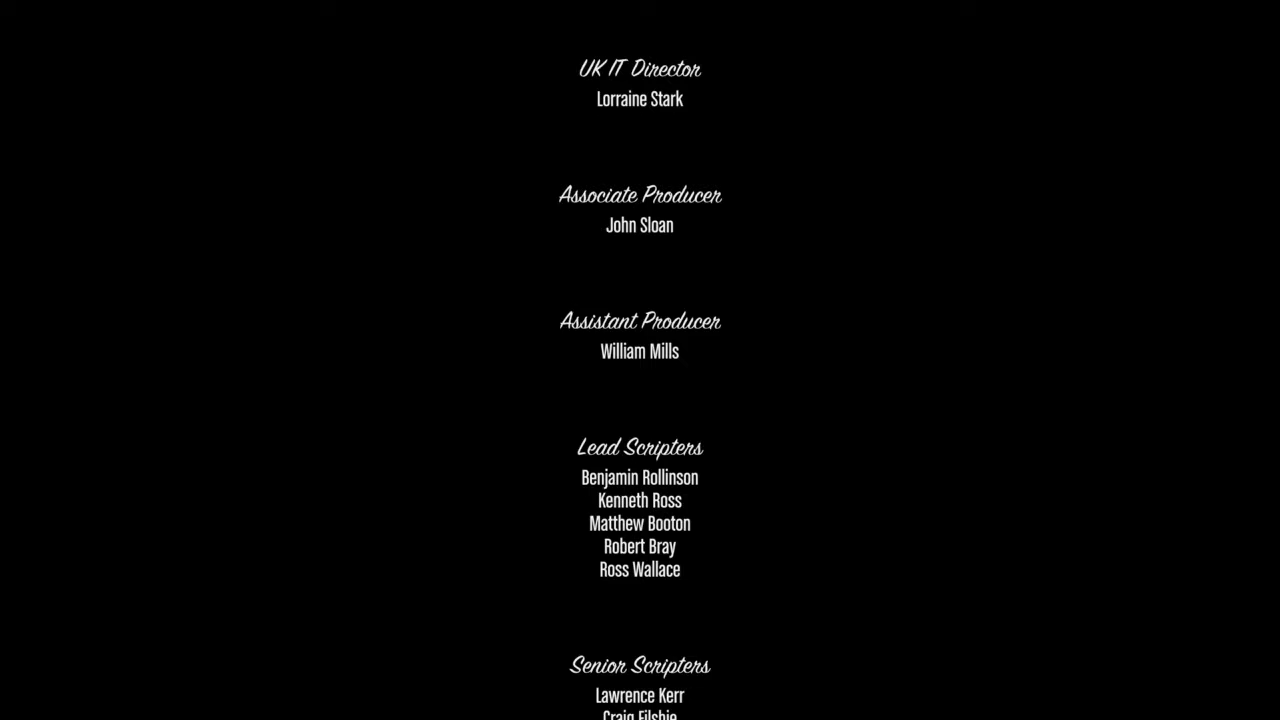 UK IT Director
Lorraine Stark
Associate Producer
John Sloan
Assistant Producer
William Mills
Lead Scripters
Benjamin Rollinson
Kenneth Ross
Matthew Booton
Robert Bray
Ross Wallace
Senior Scripters
Lawrence Kerr
Craig